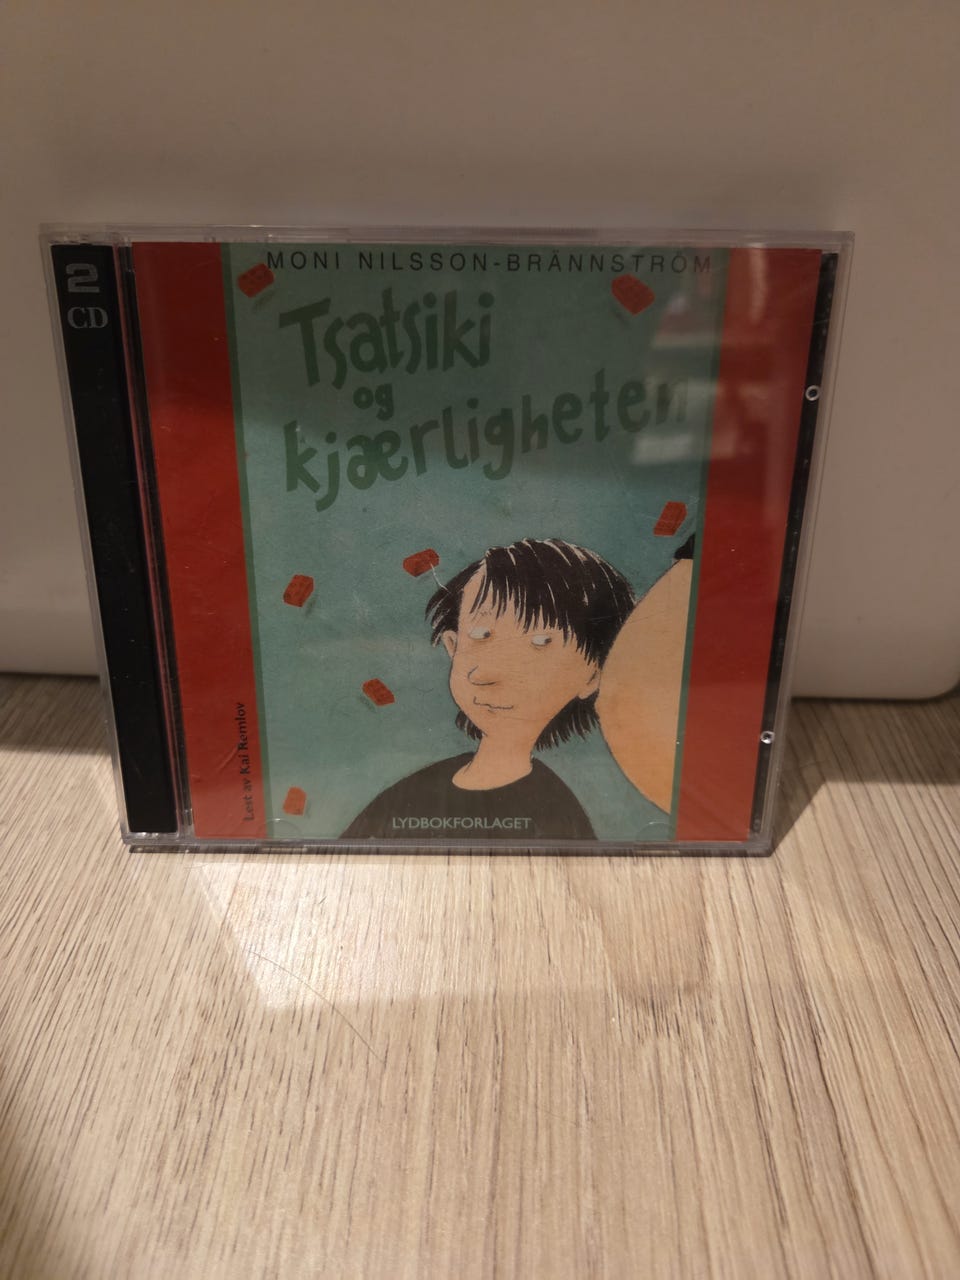 2
CD
MONI NILSSON-BRÄNNSTRÖM
Tsatsiki
og
kjærligheten
Lest av Kai Remlov
LYDBOKFORLAGET